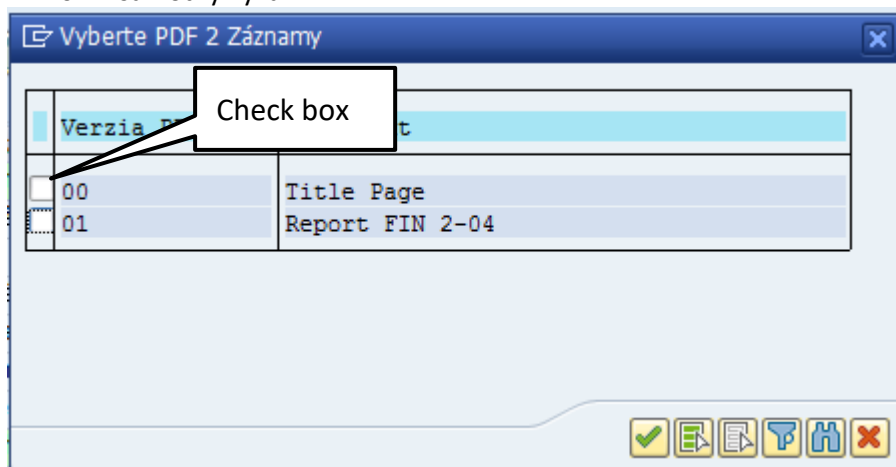 Vyberte PDF 2 Záznamy
Check box
Verzia
00 Title Page
01 Report FIN 2-04